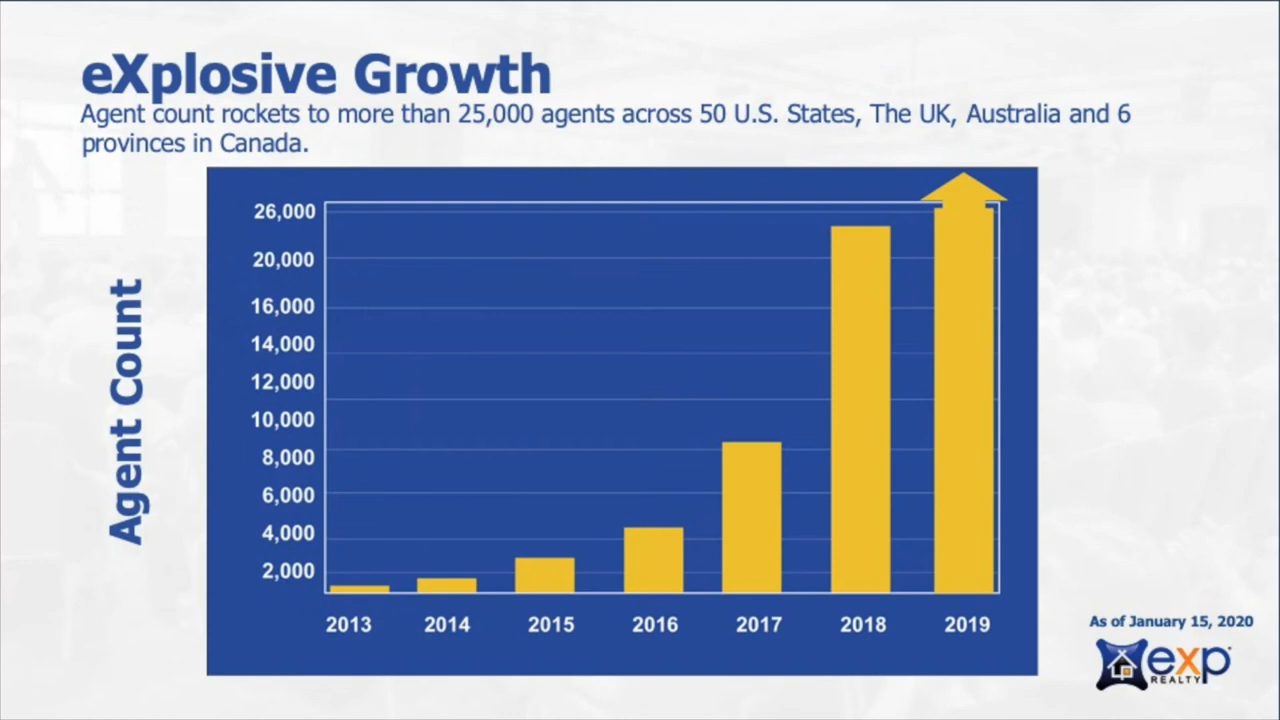 eXplosive Growth
Agent count rockets to more than 25,000 agents across 50 U.S. States, The UK, Australia and 6
provinces in Canada.
Agent Count
26,000
20,000
16,000
14,000
12,000
10,000
8,000
6,000
4,000
2,000
2013 2014 2015 2016 2017 2018 2019
As of January 15, 2020
exp
REALTY